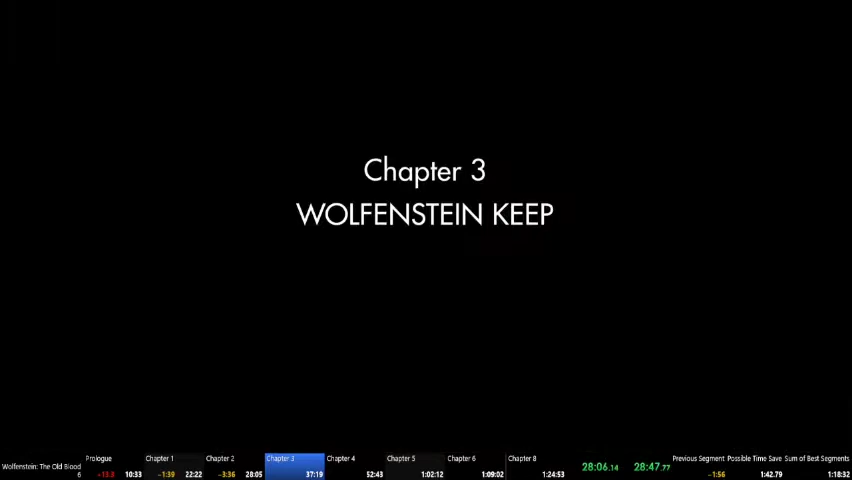 Chapter 3
WOLFENSTEIN KEEP
Wolfenstein: The Old Blood
6
Prologue
-13.3 10:33
Chapter 1
-1:39 22:22
Chapter 2
-3:36 28:05
Chapter 3
37:19
Chapter 4
52:43
Chapter 5
1:02:12
Chapter 6
1:09:02
Chapter 8
1:24:53
28:06.14
28:47.77
Previous Segment
-1:56
Possible Time Save
1:42.79
Sum of Best Segments
1:18:32